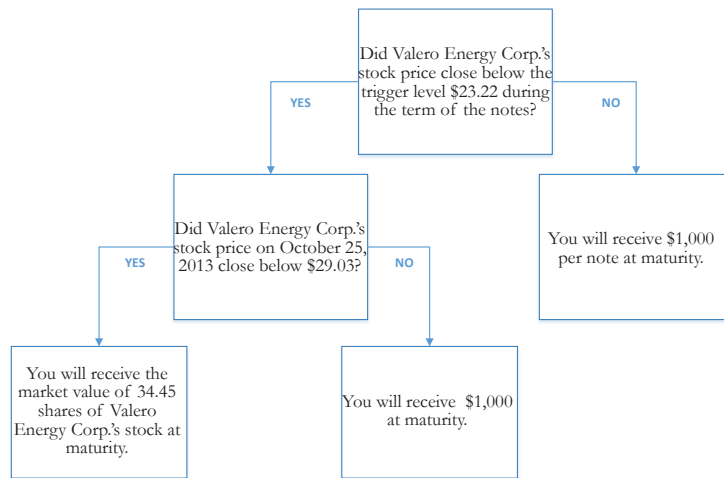 Did Valero Energy Corp.'s
stock price close below the
trigger level $23.22 during
the term of the notes?
YES
NO
Did Valero Energy Corp.'s
stock price on October 25,
2013 close below $29.03?
You will receive $1,000
per note at maturity.
YES
NO
You will receive the
market value of 34.45
shares of Valero
Energy Corp.'s stock at
maturity.
You will receive $1,000
at maturity.